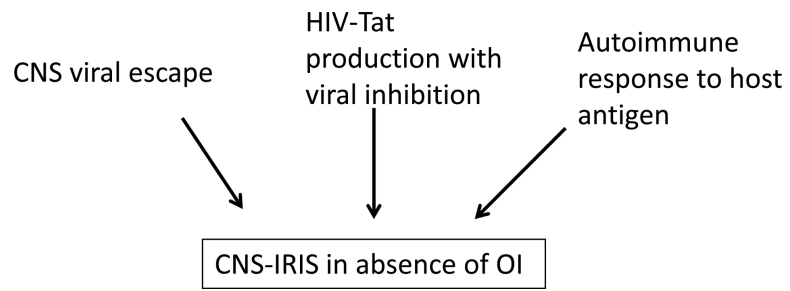 CNS viral escape
HIV-Tat
production with
viral inhibition
Autoimmune
response to host
antigen
CNS-IRIS in absence of OI